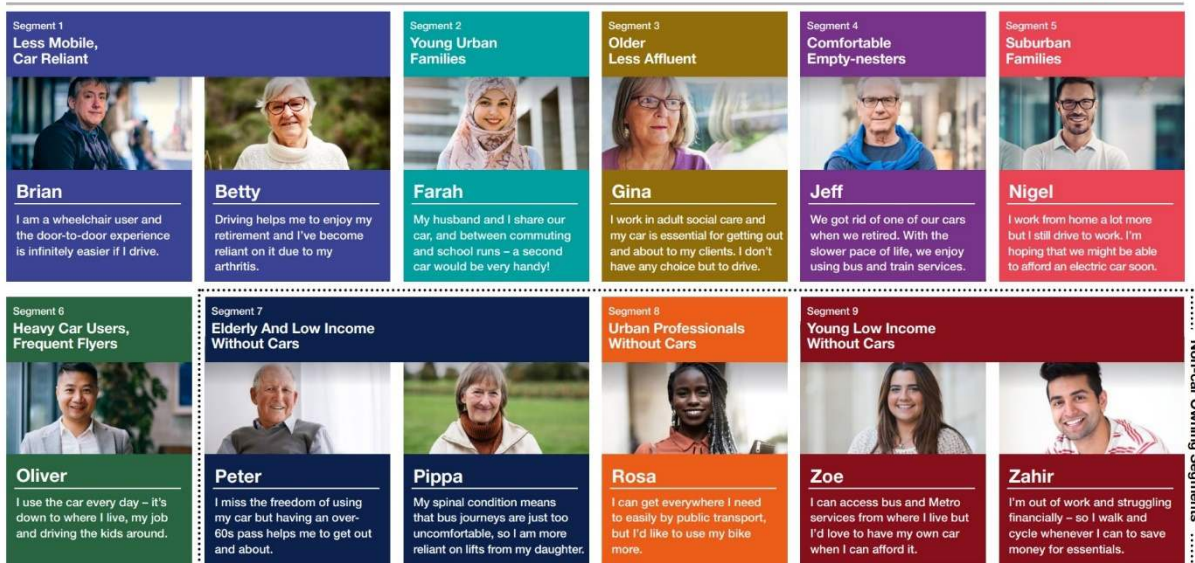 Segment 1
Less Mobile,
Car Reliant
Brian
I am a wheelchair user and
the door-to-door experience
is infinitely easier if I drive.
Betty
Driving helps me to enjoy my
retirement and I've become
reliant on it due to my
arthritis.
Segment 2
Young Urban
Families
Farah
My husband and I share our
car, and between commuting
and school runs – a second
car would be very handy!
Segment 3
Older
Less Affluent
Gina
I work in adult social care and
my car is essential for getting out
and about to my clients. I don't
have any choice but to drive.
Segment 4
Comfortable
Empty-nesters
Jeff
We got rid of one of our cars
when we retired. With the
slower pace of life, we enjoy
using bus and train services.
Segment 5
Suburban
Families
Nigel
I work from home a lot more
but I still drive to work. I'm
hoping that we might be able
to afford an electric car soon.
Segment 6
Heavy Car Users,
Frequent Flyers
Oliver
I use the car every day – it's
down to where I live, my job
and driving the kids around.
Segment 7
Elderly And Low Income
Without Cars
Peter
I miss the freedom of using
my car but having an over-
60s pass helps me to get out
and about.
Pippa
My spinal condition means
that bus journeys are just too
uncomfortable, so I am more
reliant on lifts from my daughter.
Segment 8
Urban Professionals
Without Cars
Rosa
I can get everywhere I need
to easily by public transport,
but I'd like to use my bike
more.
Segment 9
Young Low Income
Without Cars
Zoe
I can access bus and Metro
services from where I live but
I'd love to have my own car
when I can afford it.
Zahir
I'm out of work and struggling
financially – so I walk and
cycle whenever I can to save
money for essentials.
Non-car Owning Segments